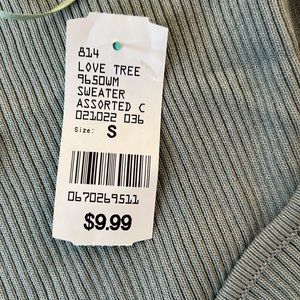 814
LOVE TREE
9650WM
SWEATER
ASSORTED C
021022 036
Size: S
0670269511
$9.99